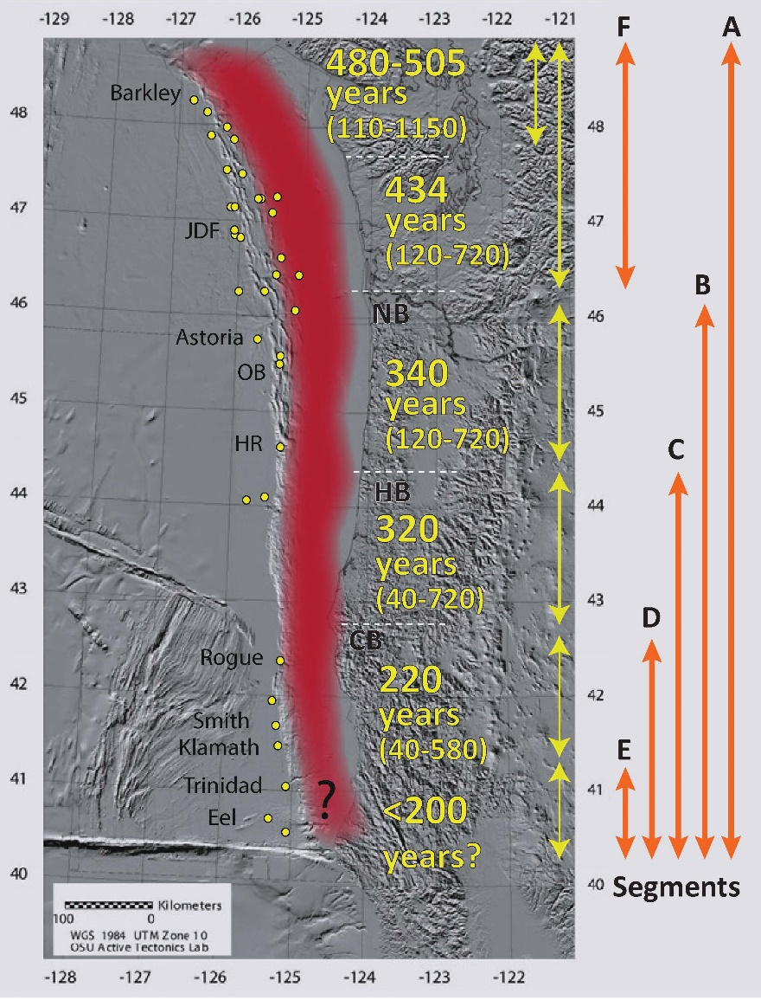 -129 -128 -127 -126 -125 -124 -123 -122 -121
F A
480-505
years
(110-1150)
Barkley
48 48
434
years
(120-720)
47 47
JDF
B
46 46
NB
Astoria
OB
340
years
(120-720)
45 45
HR
C
44 44
HB
320
years
(40-720)
43 43
D
CB
Rogue
220
years
(40-580)
42 42
Smith
Klamath
E
41 41
Trinidad
?
Eel
<200
years?
40 40
Segments
Kilometers
100 0
WGS 1984 UTM Zone 10
OSU Active Tectonics Lab
-128 -127 -126 -125 -124 -123 -122